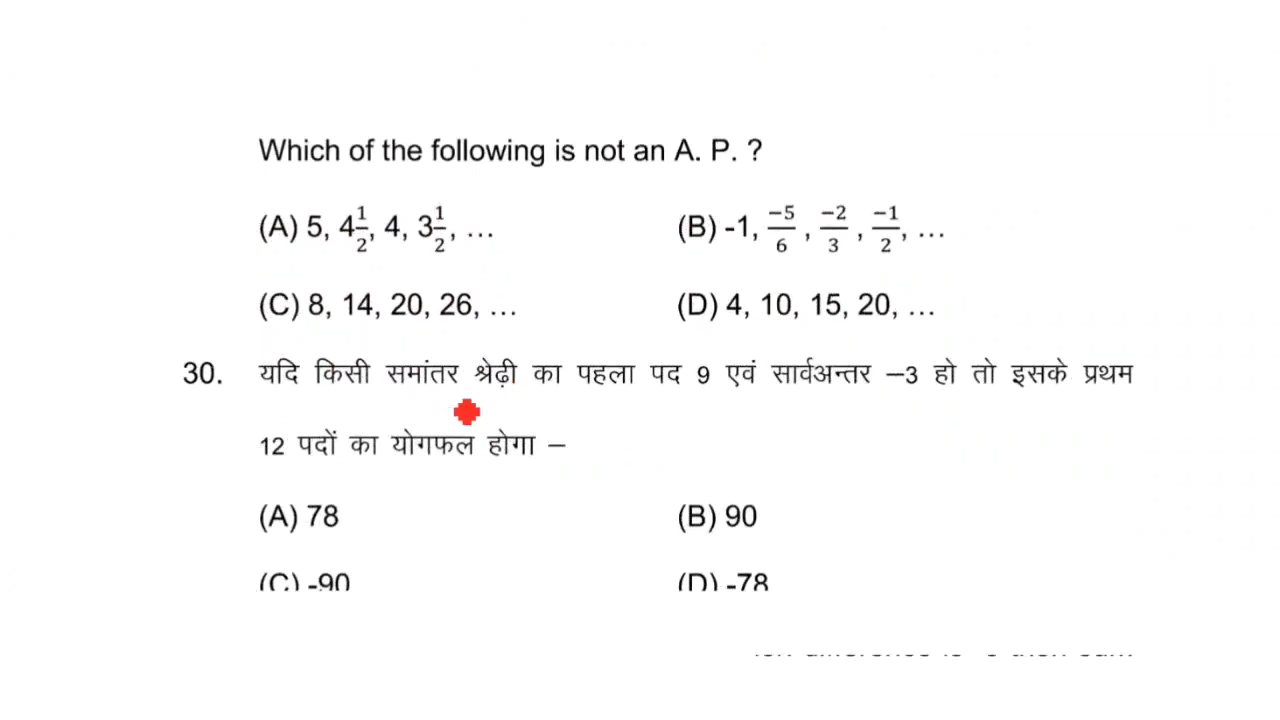 Which of the following is not an A. P. ?
(A) 5, 4½, 4, 3½, … (B) -1, −5/6 , −2/3 , −1/2, …
(C) 8, 14, 20, 26, … (D) 4, 10, 15, 20, …
30. यदि किसी समांतर श्रेढ़ी का पहला पद 9 एवं सार्वअन्तर –3 हो तो इसके प्रथम
12 पदों का योगफल होगा –
(A) 78 (B) 90
(C) -90 (D) -78